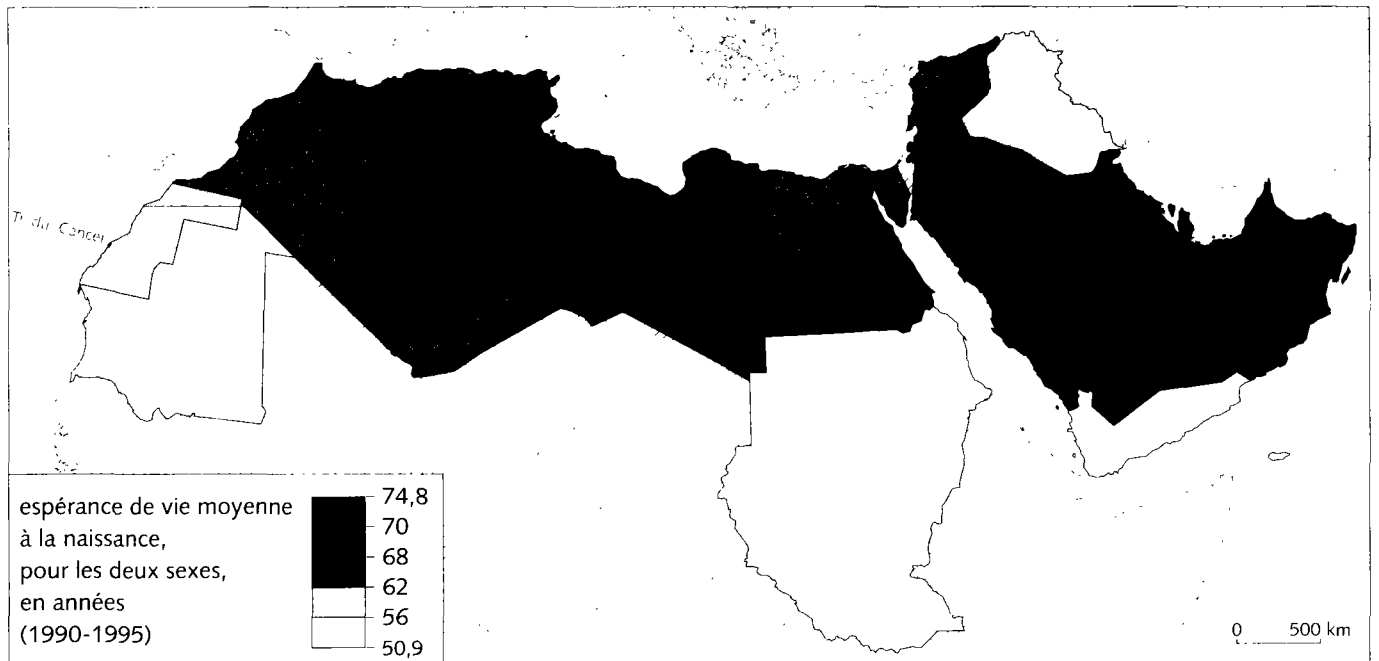 Tr. du Cancer
espérance de vie moyenne
à la naissance,
pour les deux sexes,
en années
(1990-1995)
74,8
70
68
62
56
50,9
0 500 km